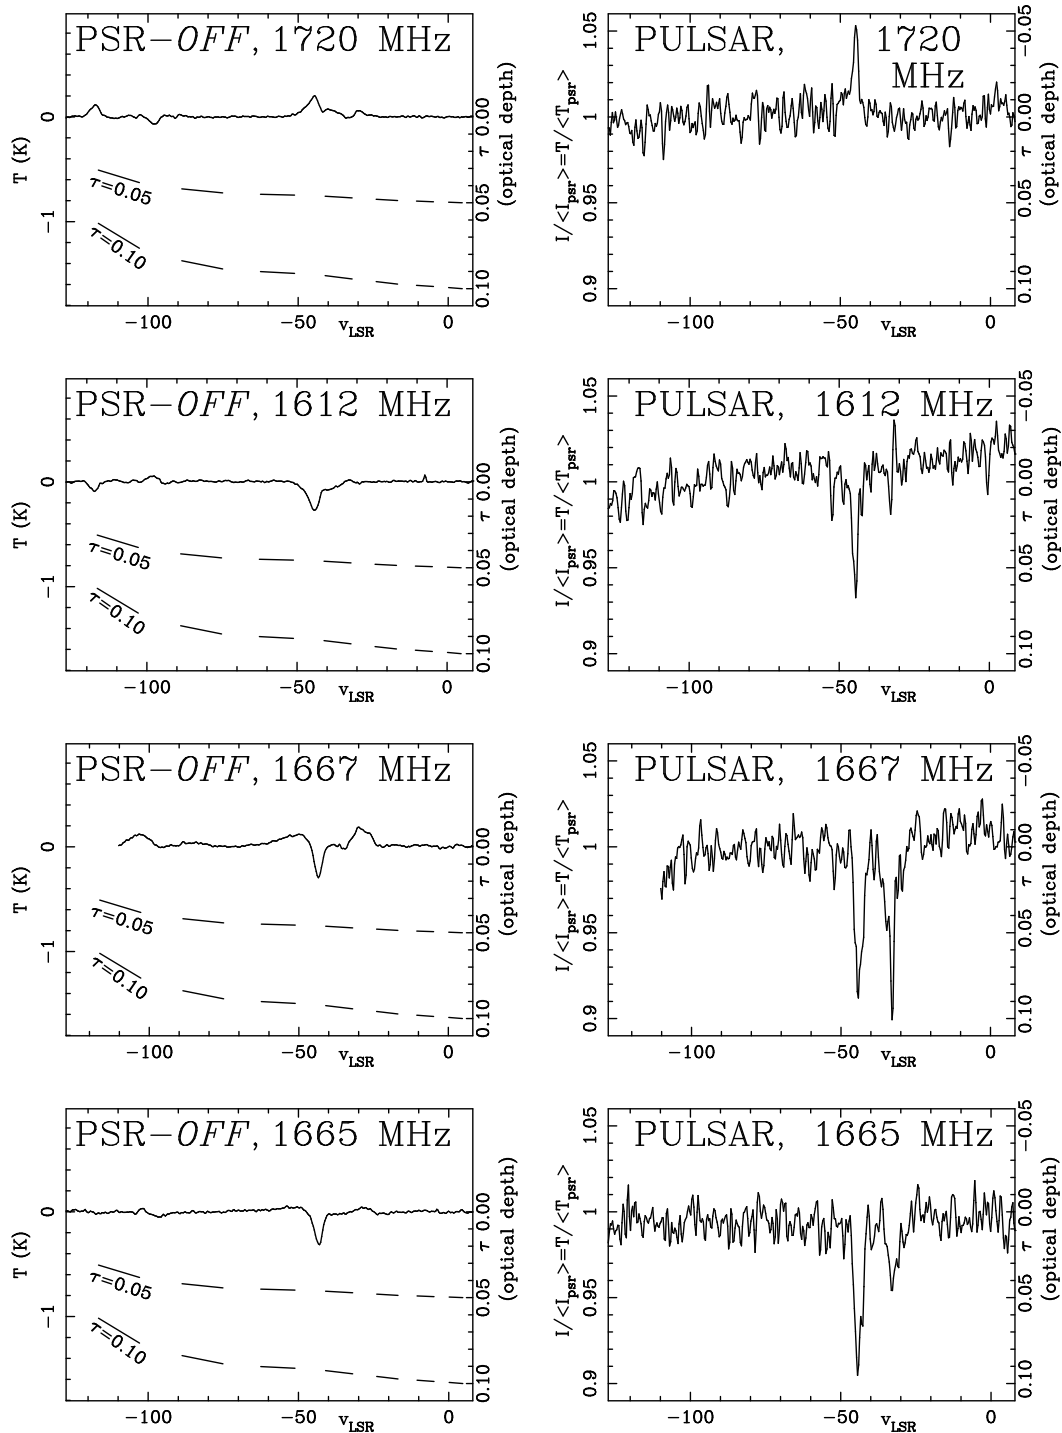 PSR-OFF, 1720 MHz
T (K)
0
−1
τ=0.05
τ=0.10
0.00
0.05
0.10
τ
(optical depth)
−100
−50
0
vLSR
PULSAR, 1720
MHz
I/<Ipsr>=T/<Tpsr>
1.05
1
0.95
0.9
−0.05
0.00
0.05
0.10
τ
(optical depth)
−100
−50
0
vLSR
PSR-OFF, 1612 MHz
T (K)
0
−1
τ=0.05
τ=0.10
0.00
0.05
0.10
τ
(optical depth)
−100
−50
0
vLSR
PULSAR, 1612 MHz
I/<Ipsr>=T/<Tpsr>
1.05
1
0.95
0.9
−0.05
0.00
0.05
0.10
τ
(optical depth)
−100
−50
0
vLSR
PSR-OFF, 1667 MHz
T (K)
0
−1
τ=0.05
τ=0.10
0.00
0.05
0.10
τ
(optical depth)
−100
−50
0
vLSR
PULSAR, 1667 MHz
I/<Ipsr>=T/<Tpsr>
1.05
1
0.95
0.9
−0.05
0.00
0.05
0.10
τ
(optical depth)
−100
−50
0
vLSR
PSR-OFF, 1665 MHz
T (K)
0
−1
τ=0.05
τ=0.10
0.00
0.05
0.10
τ
(optical depth)
−100
−50
0
vLSR
PULSAR, 1665 MHz
I/<Ipsr>=T/<Tpsr>
1.05
1
0.95
0.9
−0.05
0.00
0.05
0.10
τ
(optical depth)
−100
−50
0
vLSR